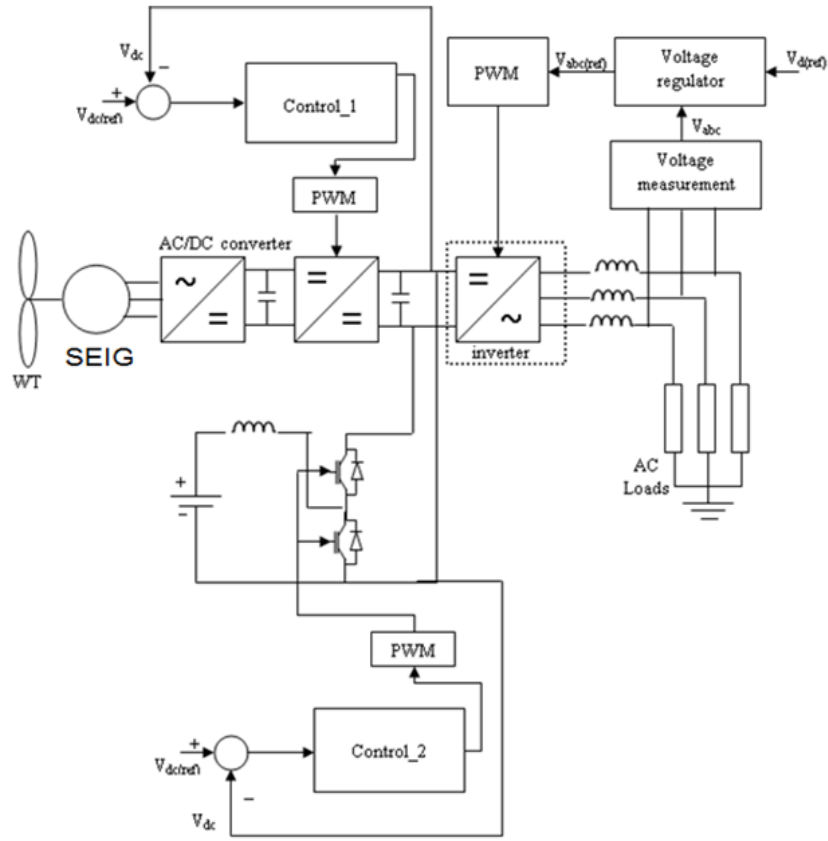 Vdc
−
+
Vdc(ref)
Control_1
PWM
PWM
Vabc(ref)
Voltage
regulator
Vd(ref)
Vabc
Voltage
measurement
AC/DC converter
~
=
=
=
=
~
inverter
SEIG
WT
+
−
AC
Loads
PWM
+
Vdc(ref)
Control_2
−
Vdc